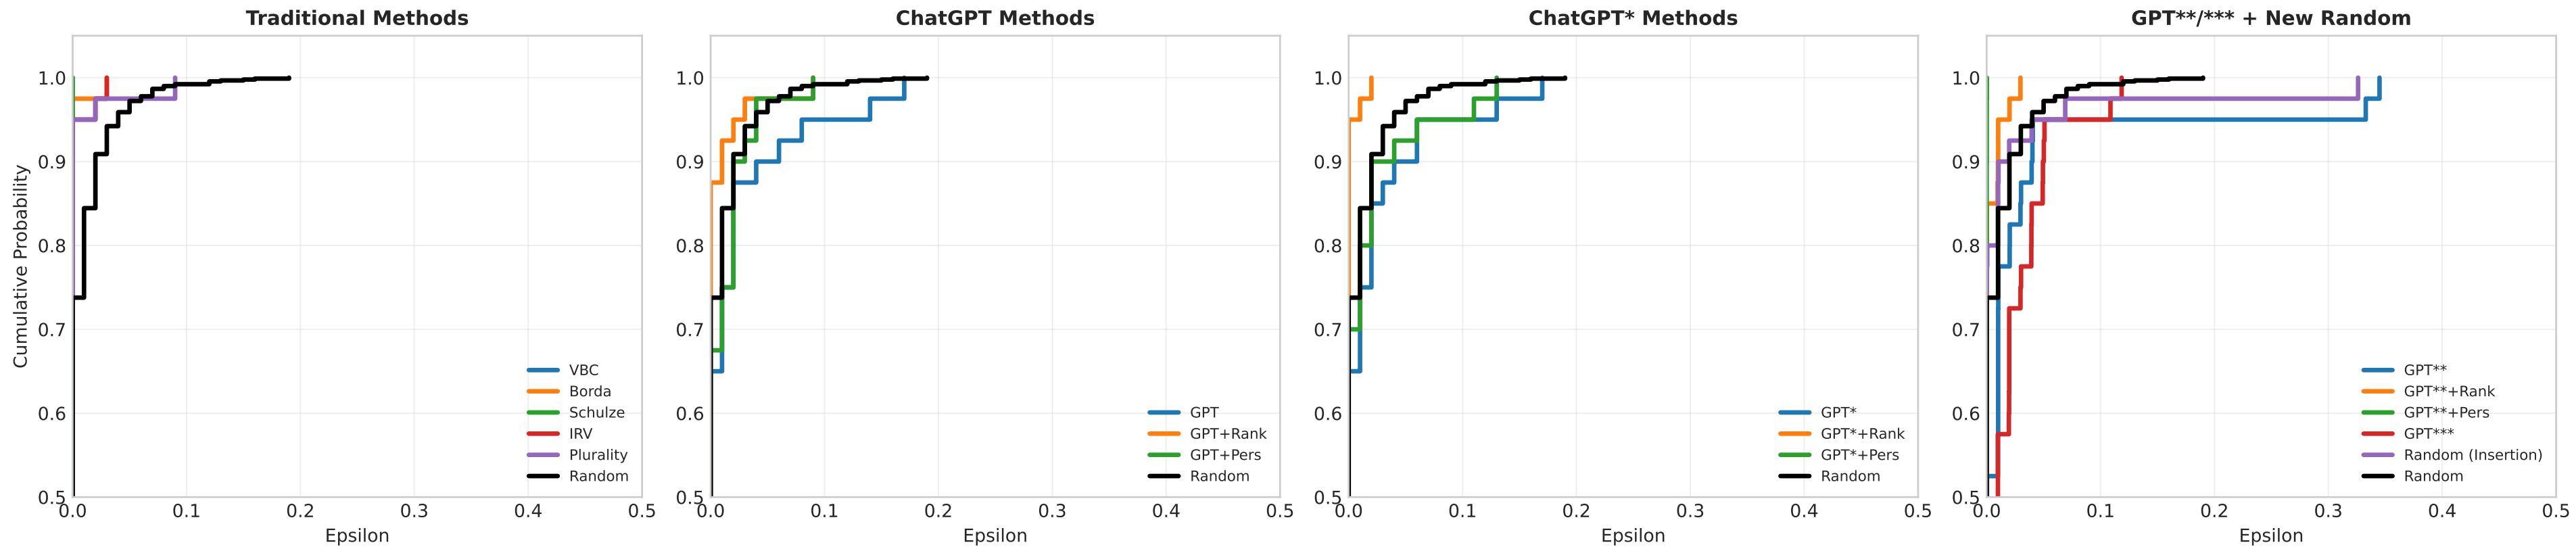 Traditional Methods
Cumulative Probability
1.0
0.9
0.8
0.7
0.6
0.5
VBC
Borda
Schulze
IRV
Plurality
Random
0.0 0.1 0.2 0.3 0.4 0.5
Epsilon
ChatGPT Methods
1.0
0.9
0.8
0.7
0.6
0.5
GPT
GPT+Rank
GPT+Pers
Random
0.0 0.1 0.2 0.3 0.4 0.5
Epsilon
ChatGPT* Methods
1.0
0.9
0.8
0.7
0.6
0.5
GPT*
GPT*+Rank
GPT*+Pers
Random
0.0 0.1 0.2 0.3 0.4 0.5
Epsilon
GPT**/*** + New Random
1.0
0.9
0.8
0.7
0.6
0.5
GPT**
GPT**+Rank
GPT**+Pers
GPT***
Random (Insertion)
Random
0.0 0.1 0.2 0.3 0.4 0.5
Epsilon